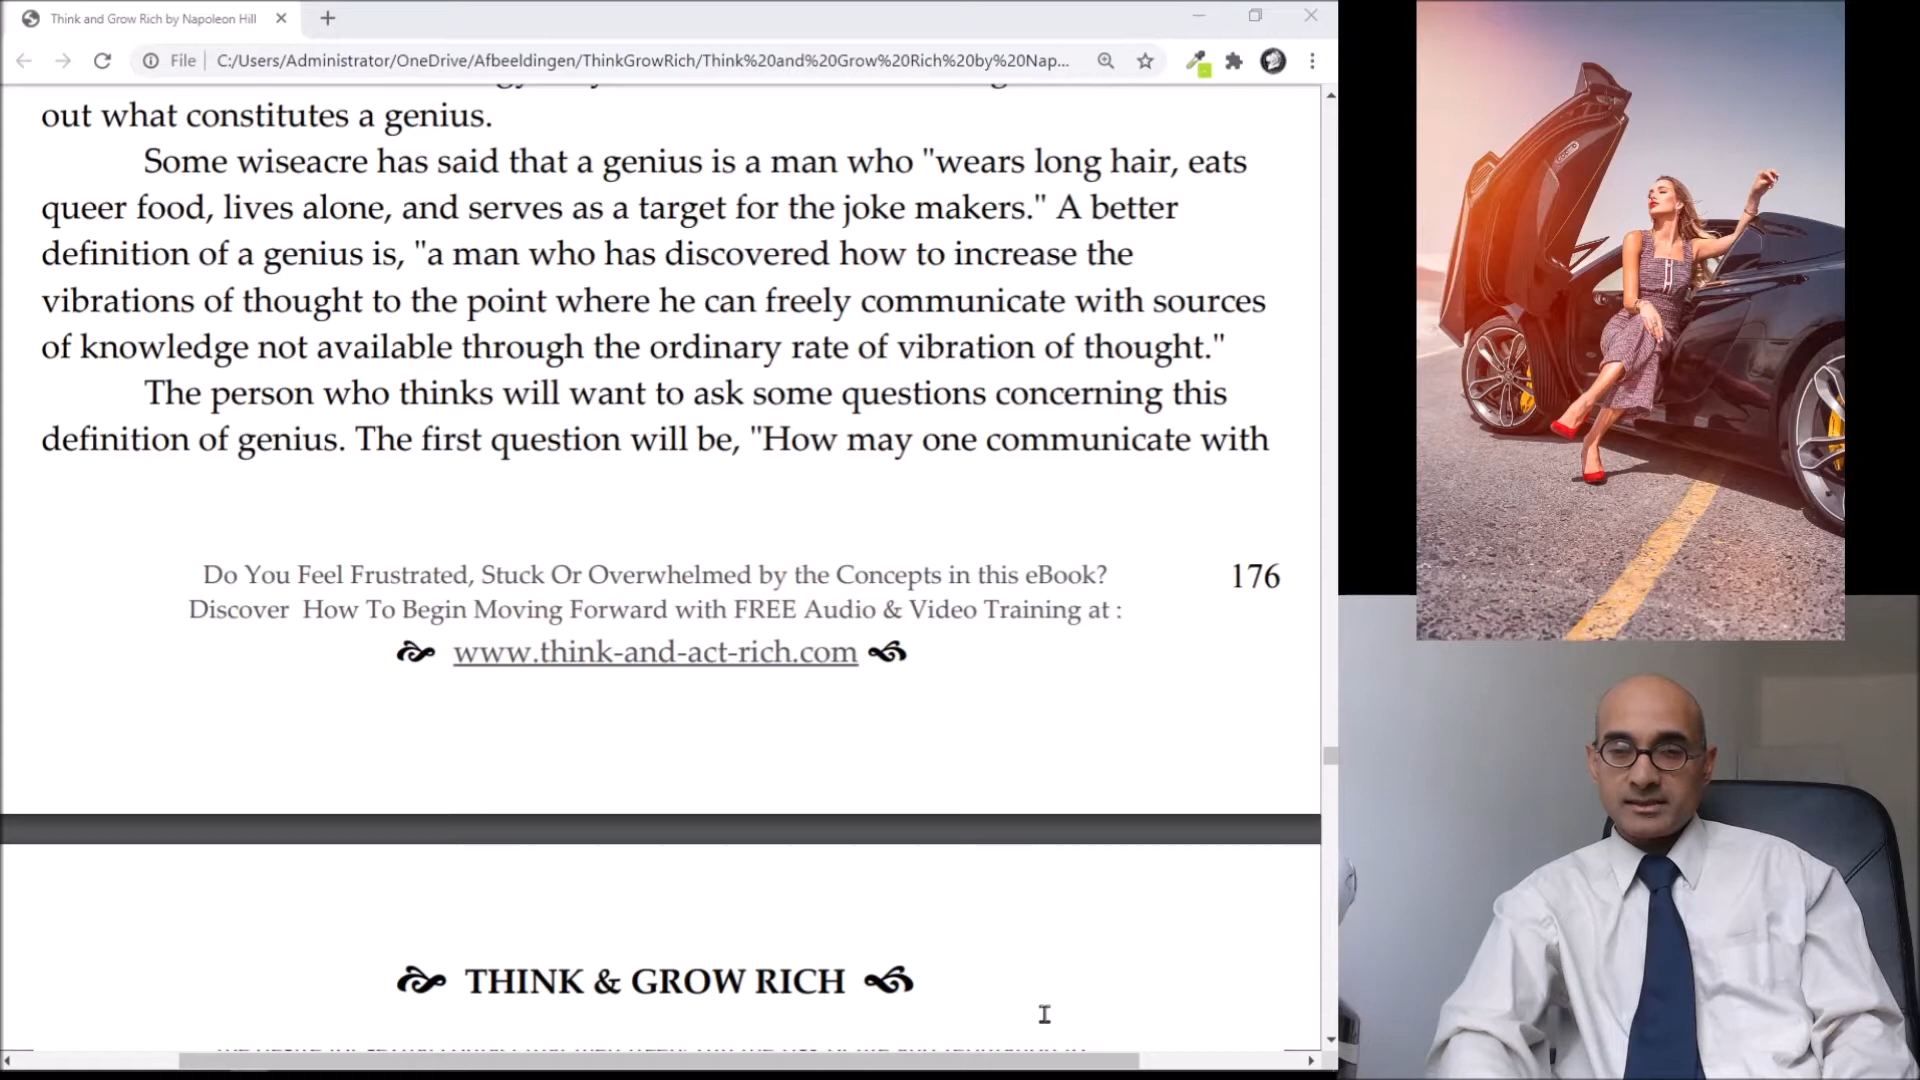 Think and Grow Rich by Napoleon Hill
File
C:/Users/Administrator/OneDrive/Afbeeldingen/ThinkGrowRich/Think%20and%20Grow%20Rich%20by%20Nap...
out what constitutes a genius.
Some wiseacre has said that a genius is a man who "wears long hair, eats
queer food, lives alone, and serves as a target for the joke makers." A better
definition of a genius is, "a man who has discovered how to increase the
vibrations of thought to the point where he can freely communicate with sources
of knowledge not available through the ordinary rate of vibration of thought."
The person who thinks will want to ask some questions concerning this
definition of genius. The first question will be, "How may one communicate with
Do You Feel Frustrated, Stuck Or Overwhelmed by the Concepts in this eBook?
176
Discover How To Begin Moving Forward with FREE Audio & Video Training at :
www.think-and-act-rich.com
THINK & GROW RICH